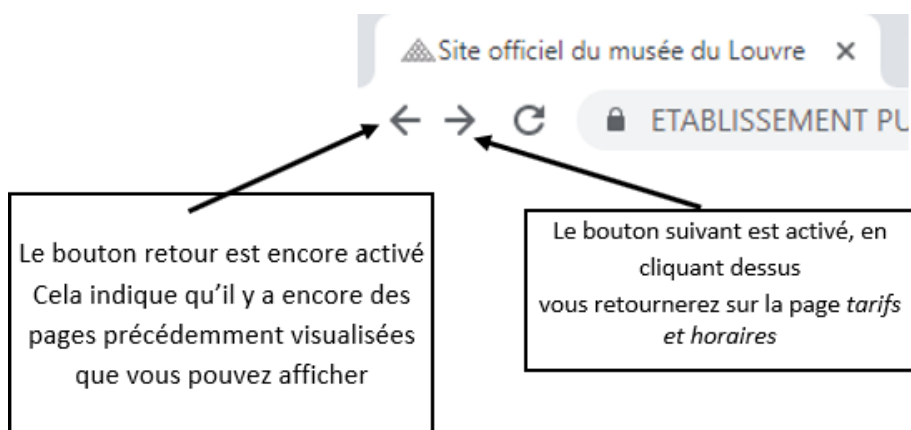 Site officiel du musée du Louvre
ETABLISSEMENT PU
Le bouton retour est encore activé
Cela indique qu’il y a encore des
pages précédemment visualisées
que vous pouvez afficher
Le bouton suivant est activé, en
cliquant dessus
vous retournerez sur la page tarifs
et horaires